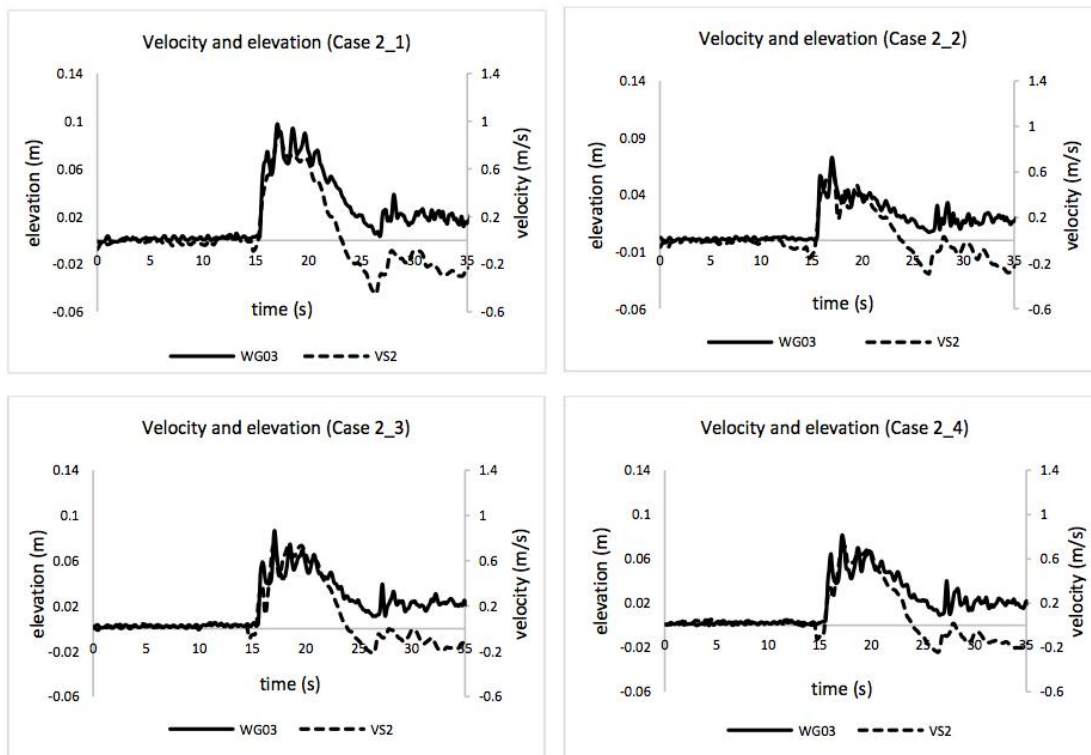 Velocity and elevation (Case 2_1)
0.14
0.1
0.06
0.02
-0.02
-0.06
elevation (m)
1.4
1
0.6
0.2
-0.2
-0.6
velocity (m/s)
0 5 10 15 20 25 30 35
time (s)
WG03 VS2
Velocity and elevation (Case 2_2)
0.14
0.09
0.04
-0.01
-0.06
elevation (m)
1.4
1
0.6
0.2
-0.2
-0.6
velocity (m/s)
0 5 10 15 20 25 30 35
time (s)
WG03 VS2
Velocity and elevation (Case 2_3)
0.14
0.1
0.06
0.02
-0.02
-0.06
elevation (m)
1.4
1
0.6
0.2
-0.2
-0.6
velocity (m/s)
0 5 10 15 20 25 30 35
time (s)
WG03 VS2
Velocity and elevation (Case 2_4)
0.14
0.1
0.06
0.02
-0.02
-0.06
elevation (m)
1.4
1
0.6
0.2
-0.2
-0.6
velocity (m/s)
0 5 10 15 20 25 30 35
time (s)
WG03 VS2